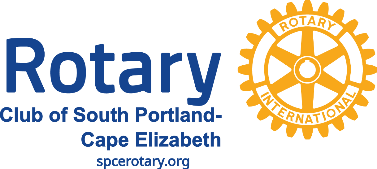 Rotary
Club of South Portland-
Cape Elizabeth
spcerotary.org
ROTARY
INTERNATIONAL